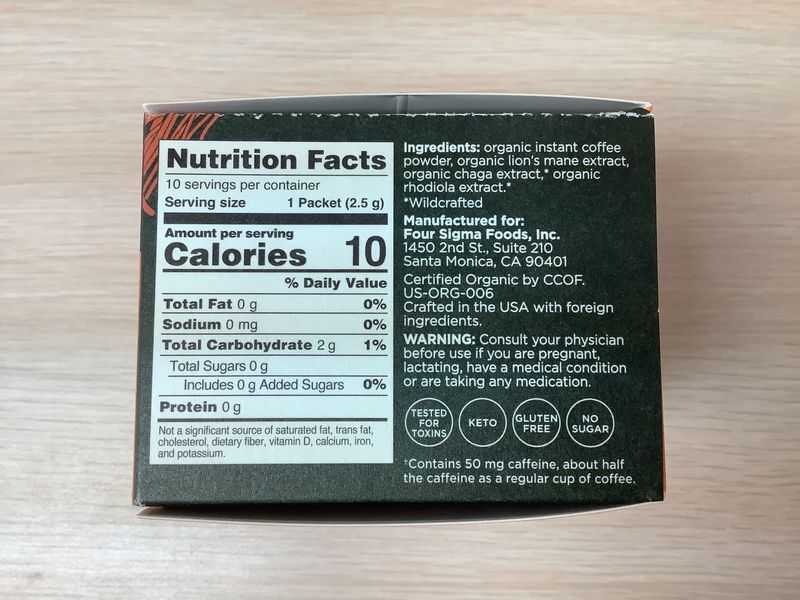 Nutrition Facts
10 servings per container
Serving size 1 Packet (2.5 g)
Amount per serving
Calories 10
% Daily Value
Total Fat 0 g 0%
Sodium 0 mg 0%
Total Carbohydrate 2 g 1%
Total Sugars 0 g
Includes 0 g Added Sugars 0%
Protein 0 g
Not a significant source of saturated fat, trans fat,
cholesterol, dietary fiber, vitamin D, calcium, iron,
and potassium.
Ingredients: organic instant coffee
powder, organic lion's mane extract,
organic chaga extract,* organic
rhodiola extract.*
*Wildcrafted
Manufactured for:
Four Sigma Foods, Inc.
1450 2nd St., Suite 210
Santa Monica, CA 90401
Certified Organic by CCOF.
US-ORG-006
Crafted in the USA with foreign
ingredients.
WARNING: Consult your physician
before use if you are pregnant,
lactating, have a medical condition
or are taking any medication.
TESTED
FOR
TOXINS
KETO
GLUTEN
FREE
NO
SUGAR
†Contains 50 mg caffeine, about half
the caffeine as a regular cup of coffee.